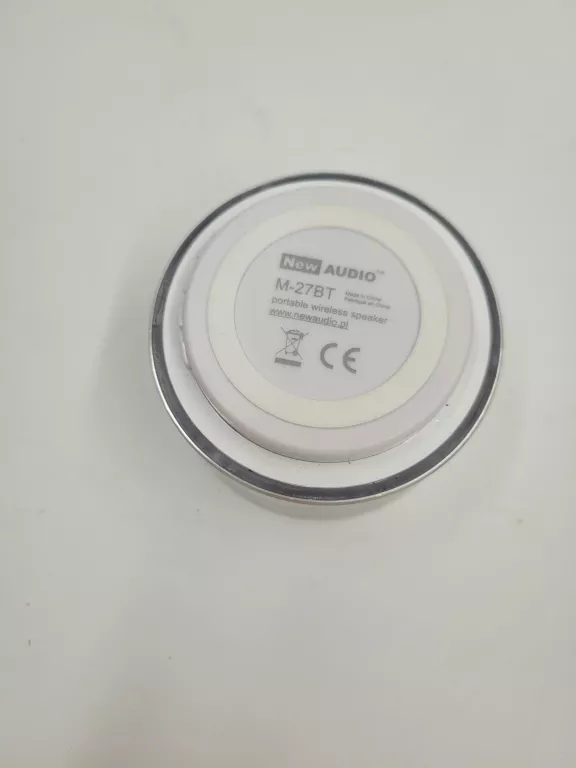 New AUDIO™
M-27BT
Made in China
Fabriqué en Chine
portable wireless speaker
www.newaudio.pl
CE